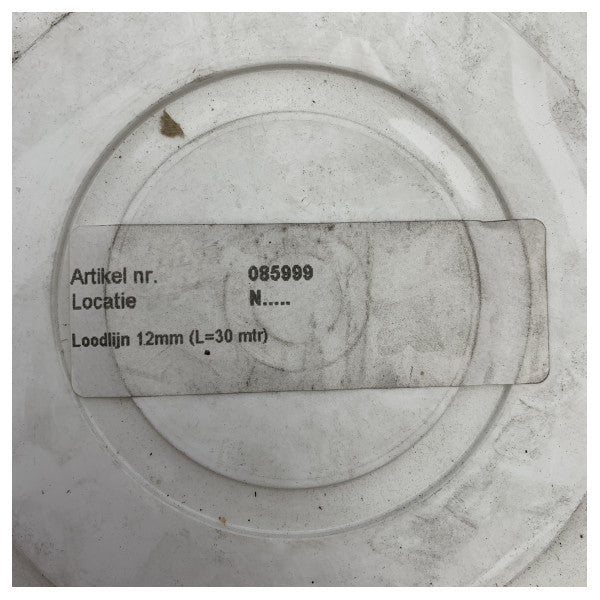 Artikel nr. 085999
Locatie N.....
Loodlijn 12mm (L=30 mtr)